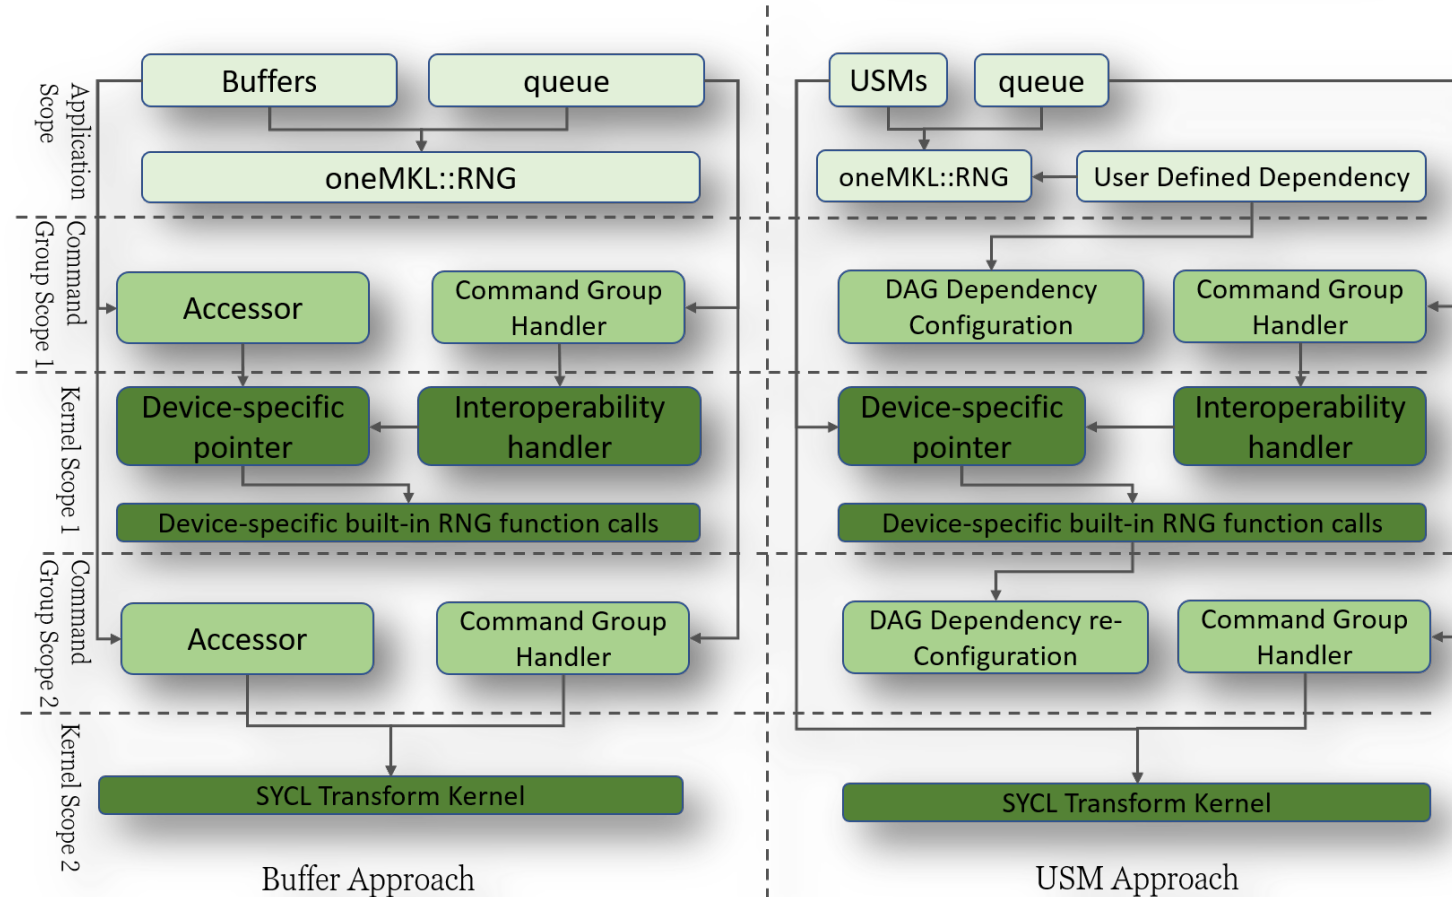 Application
Scope
Buffers
queue
oneMKL::RNG
Command
Group Scope 1
Accessor
Command Group
Handler
Kernel Scope 1
Device-specific
pointer
Interoperability
handler
Device-specific built-in RNG function calls
Command
Group Scope 2
Accessor
Command Group
Handler
Kernel Scope 2
SYCL Transform Kernel
Buffer Approach
USMs
queue
oneMKL::RNG
User Defined Dependency
DAG Dependency
Configuration
Command Group
Handler
Device-specific
pointer
Interoperability
handler
Device-specific built-in RNG function calls
DAG Dependency re-
Configuration
Command Group
Handler
SYCL Transform Kernel
USM Approach